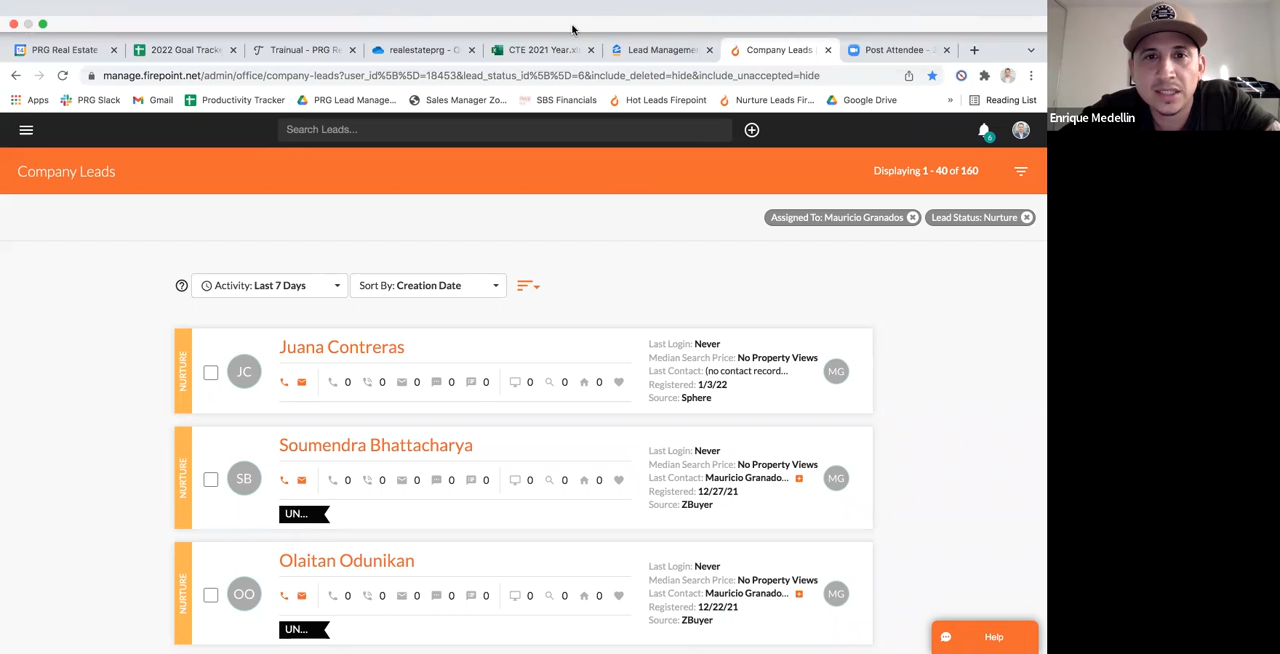 PRG Real Estate
2022 Goal Tracke
Trainual - PRG Re
realestateprg - O
CTE 2021 Year.xl
Lead Manageme
Company Leads
Post Attendee - Z
manage.firepoint.net/admin/office/company-leads?user_id%5B%5D=18453&lead_status_id%5B%5D=6&include_deleted=hide&include_unaccepted=hide
Apps
PRG Slack
Gmail
Productivity Tracker
PRG Lead Manage...
Sales Manager Zo...
SBS Financials
Hot Leads Firepoint
Nurture Leads Fir...
Google Drive
»
Reading List
Enrique Medellin
Search Leads...
6
Company Leads
Displaying 1 - 40 of 160
Assigned To: Mauricio Granados
Lead Status: Nurture
Activity: Last 7 Days
Sort By: Creation Date
NURTURE
JC
Juana Contreras
0 0 0 0 0 0 0 0
Last Login: Never
Median Search Price: No Property Views
Last Contact: (no contact record...
Registered: 1/3/22
Source: Sphere
MG
NURTURE
SB
Soumendra Bhattacharya
0 0 0 0 0 0 0 0
UN...
Last Login: Never
Median Search Price: No Property Views
Last Contact: Mauricio Granado...
Registered: 12/27/21
Source: ZBuyer
MG
NURTURE
OO
Olaitan Odunikan
0 0 0 0 0 0 0 0
UN...
Last Login: Never
Median Search Price: No Property Views
Last Contact: Mauricio Granado...
Registered: 12/22/21
Source: ZBuyer
MG
Help